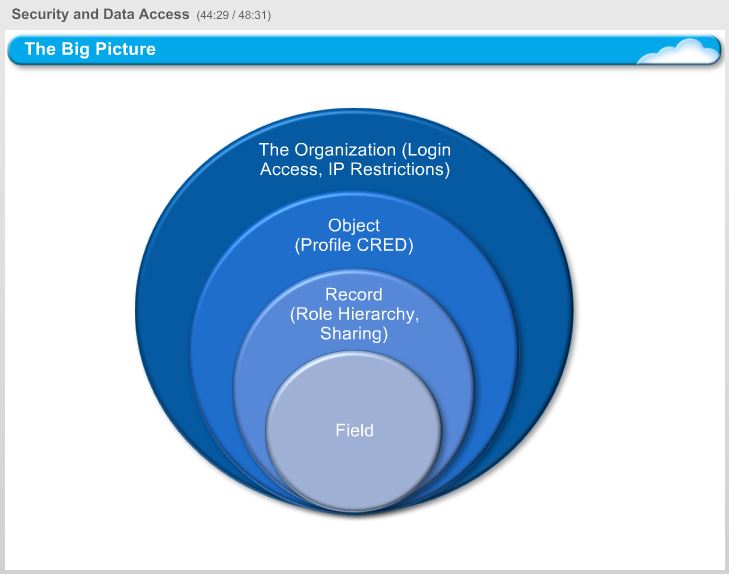 Security and Data Access (44:29 / 48:31)
The Big Picture
The Organization (Login
Access, IP Restrictions)
Object
(Profile CRED)
Record
(Role Hierarchy,
Sharing)
Field